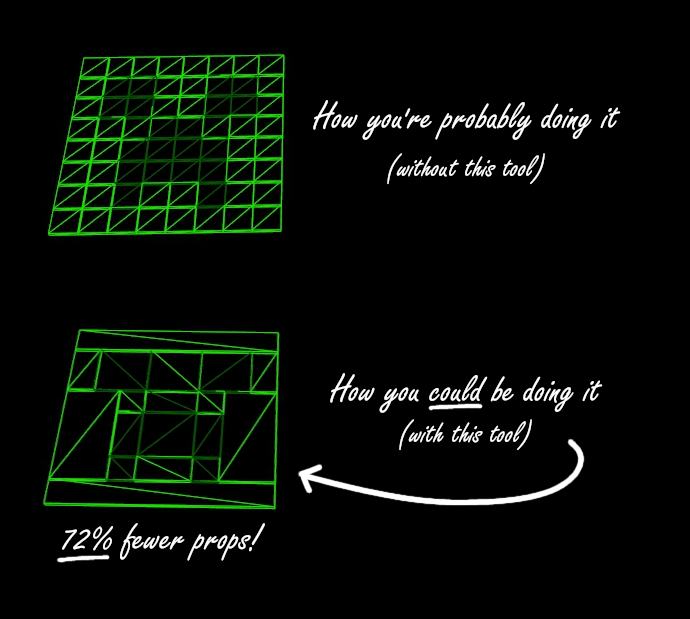 How you're probably doing it
(without this tool)
How you could be doing it
(with this tool)
72% fewer props!